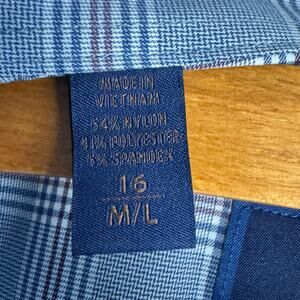 MADE IN
VIETNAM
54% NYLON
41% POLYESTER
5% SPANDEX
16
M/L